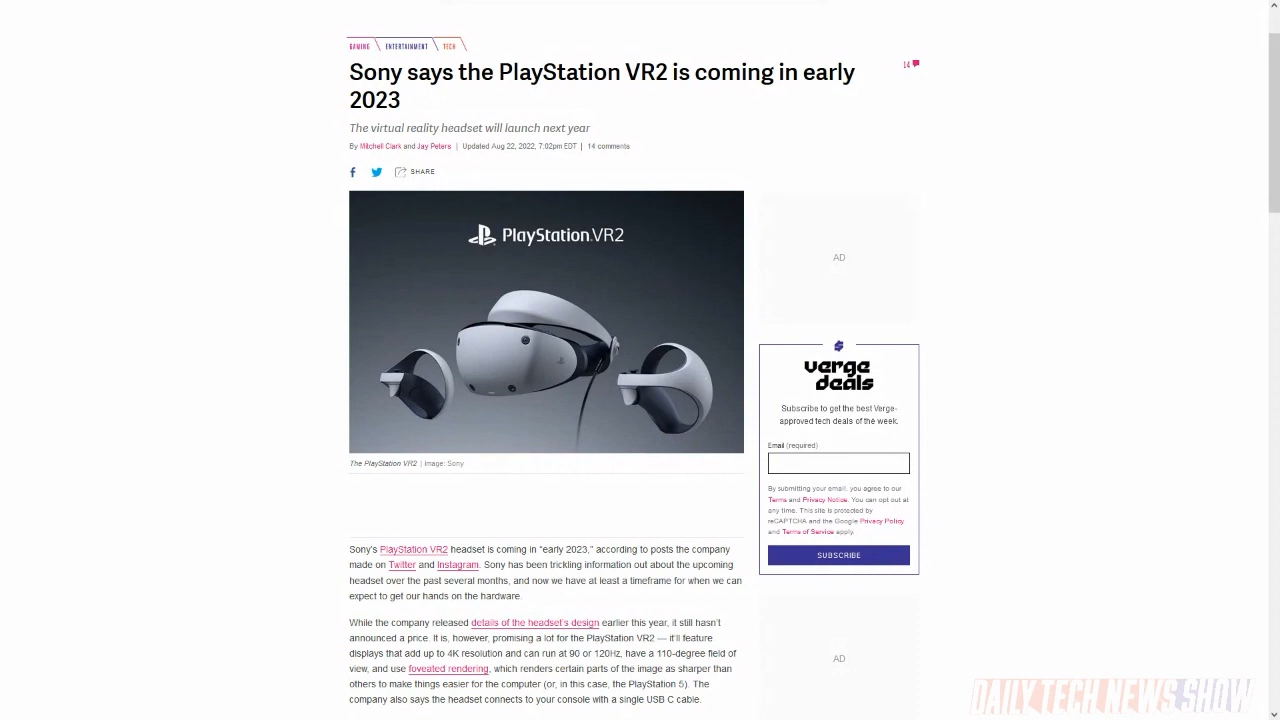 GAMING ENTERTAINMENT TECH
Sony says the PlayStation VR2 is coming in early
2023
14
The virtual reality headset will launch next year
By Mitchell Clark and Jay Peters | Updated Aug 22, 2022, 7:02pm EDT | 14 comments
SHARE
PlayStation VR2
The PlayStation VR2 | Image: Sony
Sony's PlayStation VR2 headset is coming in "early 2023," according to posts the company
made on Twitter and Instagram. Sony has been trickling information out about the upcoming
headset over the past several months, and now we have at least a timeframe for when we can
expect to get our hands on the hardware.
While the company released details of the headset's design earlier this year, it still hasn't
announced a price. It is, however, promising a lot for the PlayStation VR2 — it'll feature
displays that add up to 4K resolution and can run at 90 or 120Hz, have a 110-degree field of
view, and use foveated rendering, which renders certain parts of the image as sharper than
others to make things easier for the computer (or, in this case, the PlayStation 5). The
company also says the headset connects to your console with a single USB C cable.
AD
verge
deals
Subscribe to get the best Verge-
approved tech deals of the week.
Email (required)
By submitting your email, you agree to our
Terms and Privacy Notice. You can opt out at
any time. This site is protected by
reCAPTCHA and the Google Privacy Policy
and Terms of Service apply.
SUBSCRIBE
AD
DAILY TECH NEWS SHOW